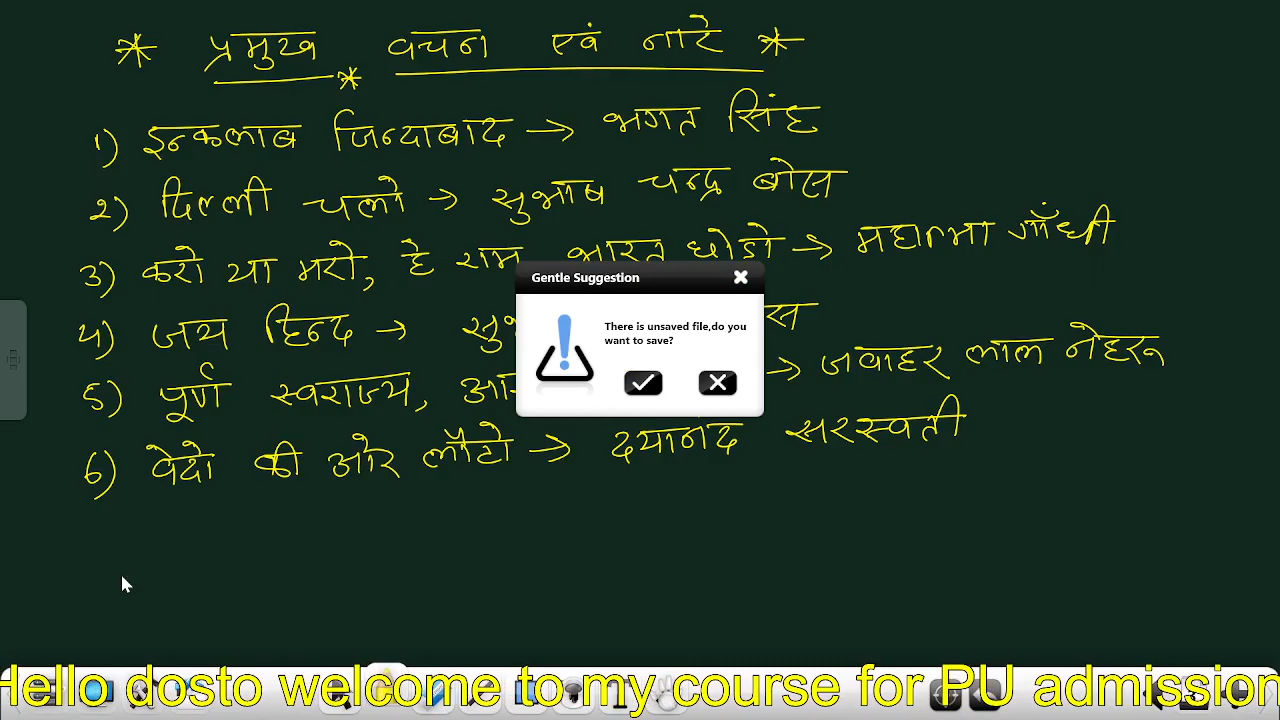 * प्रमुख * वचन एवं नारे *
1) इन्कलाब जिन्दाबाद → भगत सिंह
2) दिल्ली चलो → सुभाष चन्द्र बोस
3) करो या मरो, हे राम, भारत छोडो → महात्मा गाँधी
4) जय हिन्द →
5) पूर्ण स्वराज्य, → जवाहर लाल नेहरू
6) वेदो की ओर लौटो → दयानंद सरस्वती
Gentle Suggestion
There is unsaved file,do you
want to save?
Hello dosto welcome to my course for PU admission